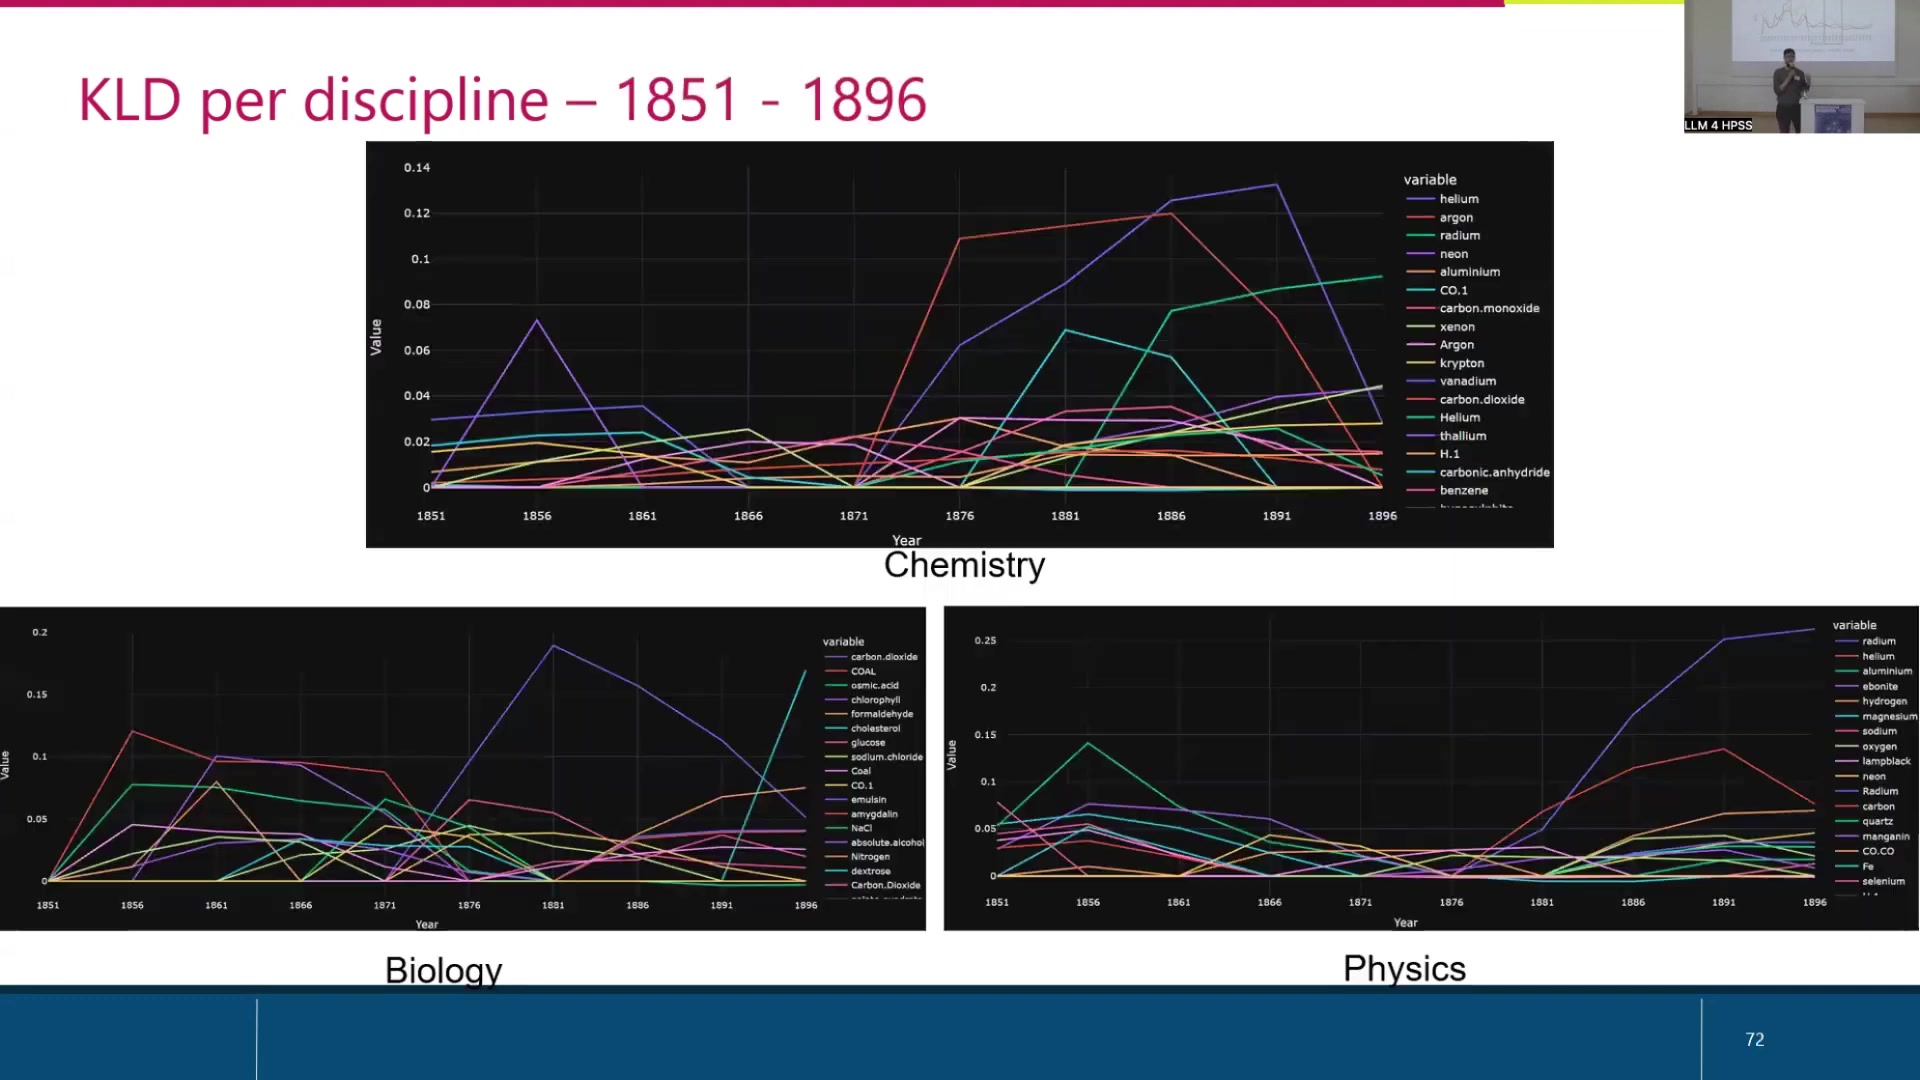 KLD per discipline – 1851 - 1896
LLM 4 HPSS
0.14
0.12
0.1
0.08
0.06
0.04
0.02
0
Value
1851 1856 1861 1866 1871 1876 1881 1886 1891 1896
Year
variable
helium
argon
radium
neon
aluminium
CO.1
carbon.monoxide
xenon
Argon
krypton
vanadium
carbon.dioxide
Helium
thallium
H.1
carbonic.anhydride
benzene
Chemistry
0.2
0.15
0.1
0.05
0
Value
1851 1856 1861 1866 1871 1876 1881 1886 1891 1896
Year
variable
carbon.dioxide
COAL
osmic.acid
chlorophyll
formaldehyde
cholesterol
glucose
sodium.chloride
Coal
CO.1
emulsin
amygdalin
NaCl
absolute.alcohol
Nitrogen
dextrose
Carbon.Dioxide
Biology
0.25
0.2
0.15
0.1
0.05
0
Value
1851 1856 1861 1866 1871 1876 1881 1886 1891 1896
Year
variable
radium
helium
aluminium
ebonite
hydrogen
magnesium
sodium
oxygen
lampblack
neon
Radium
carbon
quartz
manganin
CO.CO
Fe
selenium
Physics
72